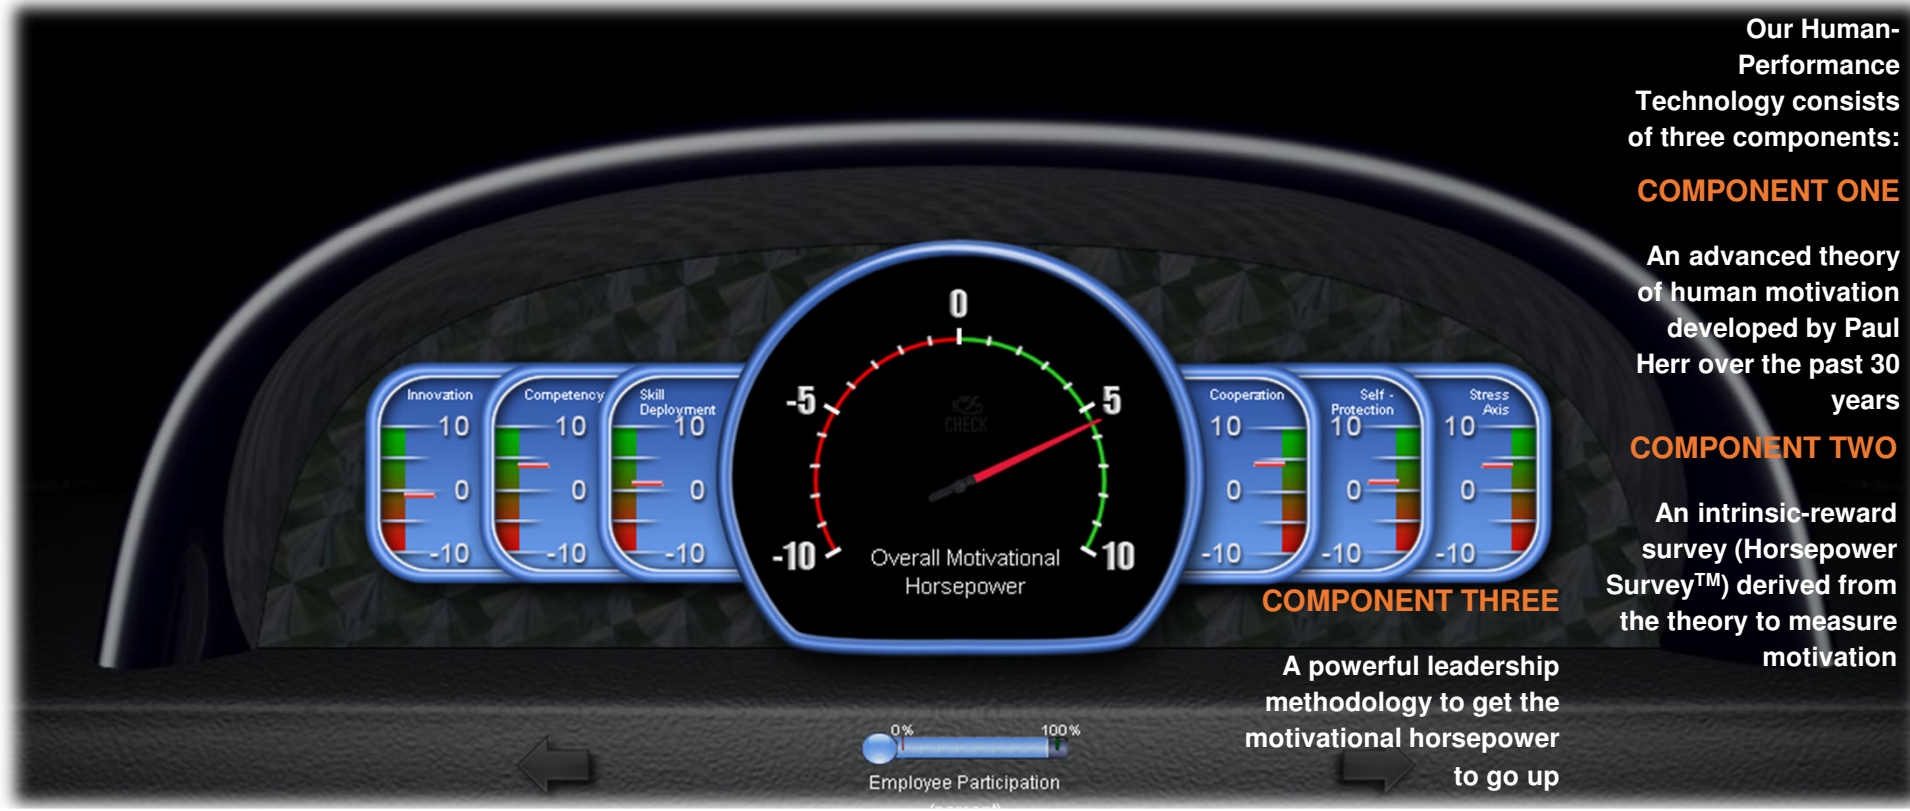 Our Human-
Performance
Technology consists
of three components:
COMPONENT ONE
An advanced theory
of human motivation
developed by Paul
Herr over the past 30
years
COMPONENT TWO
An intrinsic-reward
survey (Horsepower
Survey™) derived from
the theory to measure
motivation
COMPONENT THREE
A powerful leadership
methodology to get the
motivational horsepower
to go up
Innovation
10
0
-10
Competency
10
0
-10
Skill
Deployment
10
0
-10
0
-5
5
CHECK
-10
10
Overall Motivational
Horsepower
Cooperation
10
0
-10
Self -
Protection
10
0
-10
Stress
Axis
10
0
-10
0%
100%
Employee Participation
(percent)